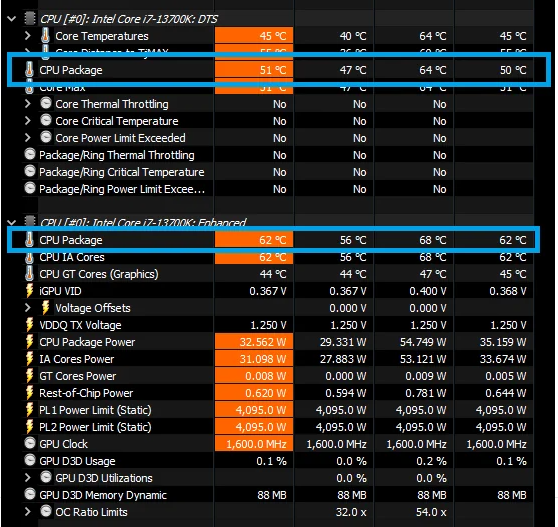 CPU [#0]: Intel Core i7-13700K: DTS
Core Temperatures 45 ℃ 40 ℃ 64 ℃ 45 ℃
Core Distance to TjMAX 55 ℃ 36 ℃ 60 ℃ 55 ℃
CPU Package 51 ℃ 47 ℃ 64 ℃ 50 ℃
Core Max 51 ℃ 47 ℃ 64 ℃ 51 ℃
Core Thermal Throttling No No No
Core Critical Temperature No No No
Core Power Limit Exceeded No No No
Package/Ring Thermal Throttling No No No
Package/Ring Critical Temperature No No No
Package/Ring Power Limit Excee... No No No
CPU [#0]: Intel Core i7-13700K: Enhanced
CPU Package 62 ℃ 56 ℃ 68 ℃ 62 ℃
CPU IA Cores 62 ℃ 56 ℃ 68 ℃ 62 ℃
CPU GT Cores (Graphics) 44 ℃ 44 ℃ 47 ℃ 45 ℃
iGPU VID 0.367 V 0.367 V 0.400 V 0.368 V
Voltage Offsets 0.000 V 0.000 V
VDDQ TX Voltage 1.250 V 1.250 V 1.250 V 1.250 V
CPU Package Power 32.562 W 29.331 W 54.749 W 35.159 W
IA Cores Power 31.098 W 27.883 W 53.121 W 33.674 W
GT Cores Power 0.008 W 0.000 W 0.009 W 0.005 W
Rest-of-Chip Power 0.620 W 0.594 W 0.781 W 0.644 W
PL1 Power Limit (Static) 4,095.0 W 4,095.0 W 4,095.0 W 4,095.0 W
PL2 Power Limit (Static) 4,095.0 W 4,095.0 W 4,095.0 W 4,095.0 W
GPU Clock 1,600.0 MHz 1,600.0 MHz 1,600.0 MHz 1,600.0 MHz
GPU D3D Usage 0.1 % 0.0 % 0.2 % 0.1 %
GPU D3D Utilizations 0.0 % 0.0 %
GPU D3D Memory Dynamic 88 MB 88 MB 88 MB 88 MB
OC Ratio Limits 32.0 x 54.0 x